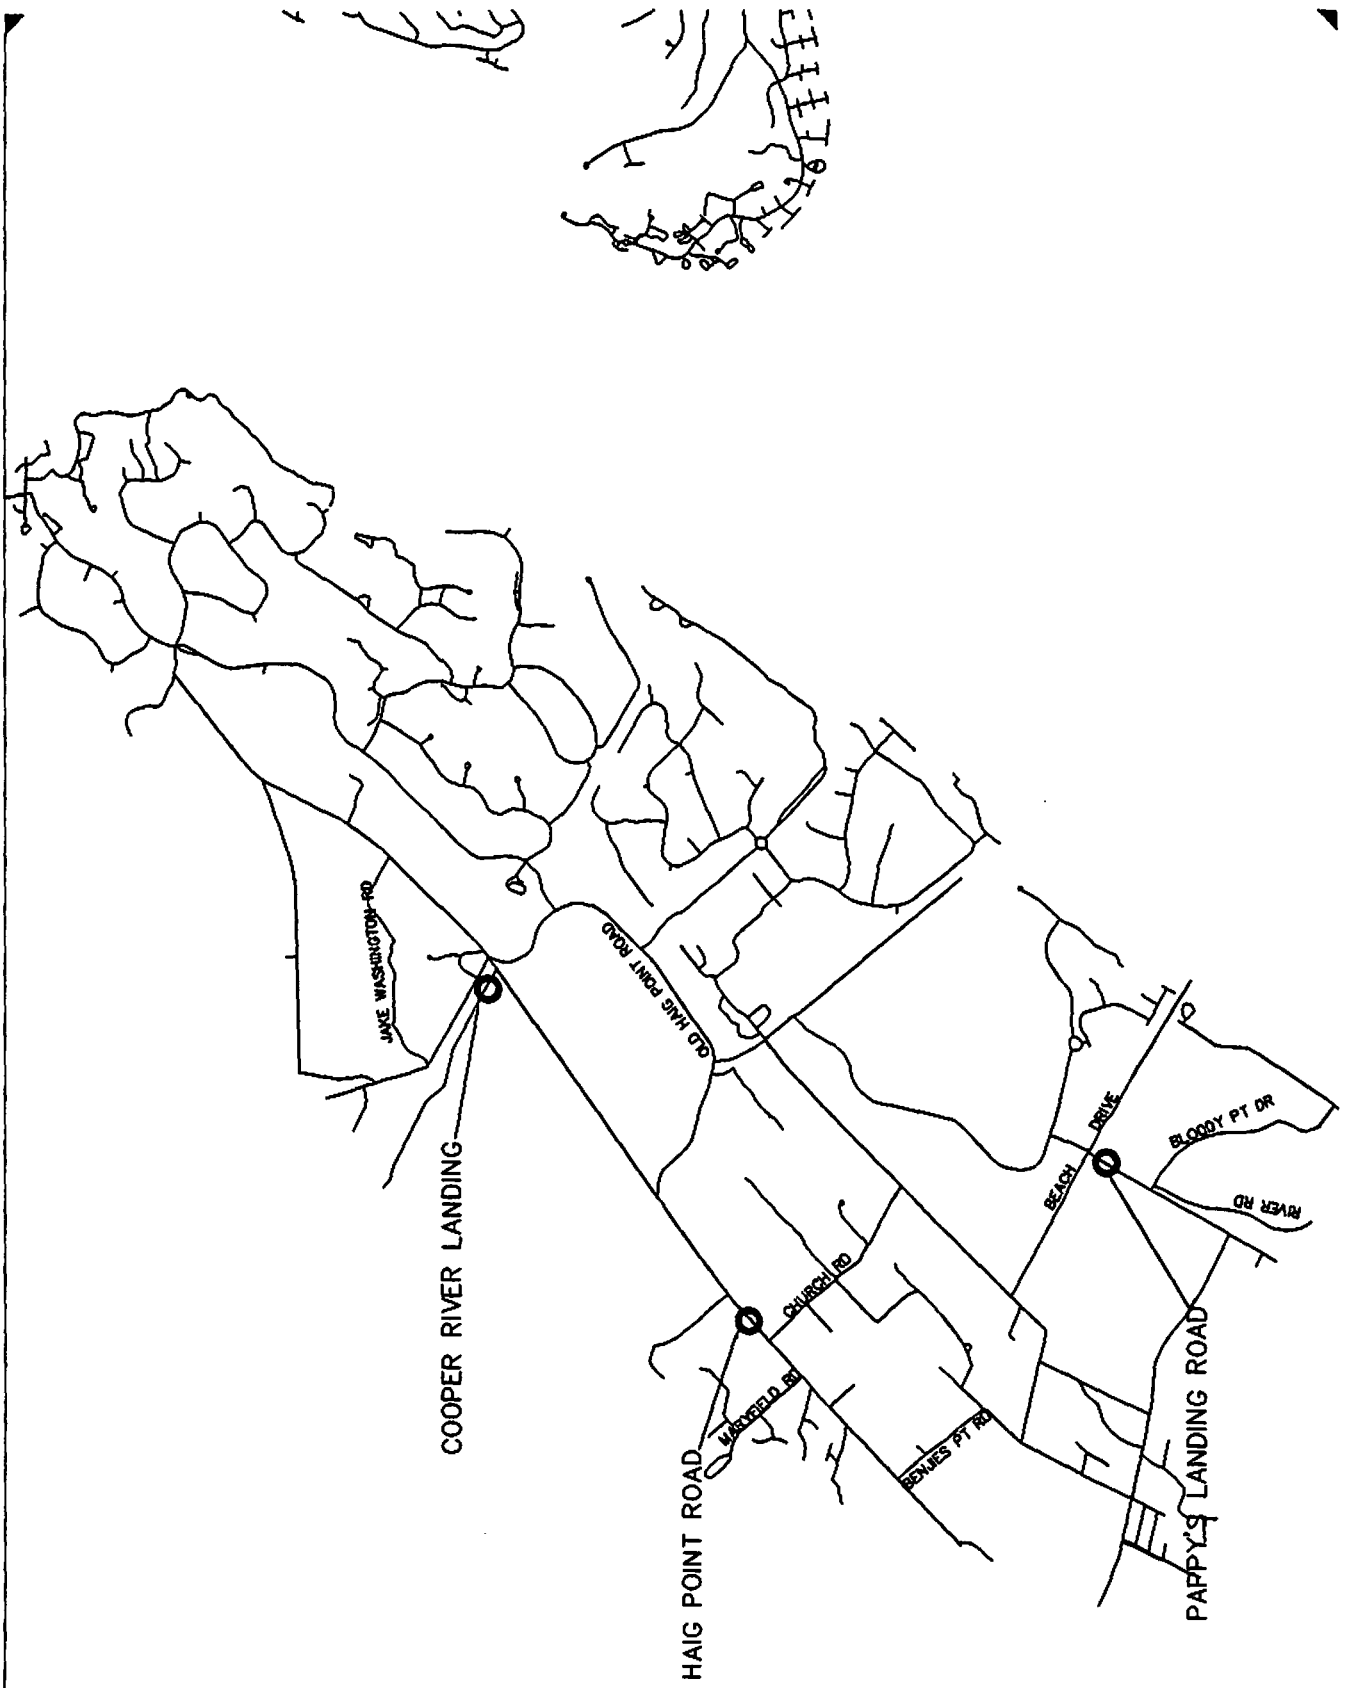 JAKE WASHINGTON RD
OLD HAIG POINT ROAD
COOPER RIVER LANDING
BEACH DRIVE
BLOODY PT DR
RIVER RD
CHURCH RD
MARYFIELD RD
HAIG POINT ROAD
BENJIES PT RD
PAPPY'S LANDING ROAD